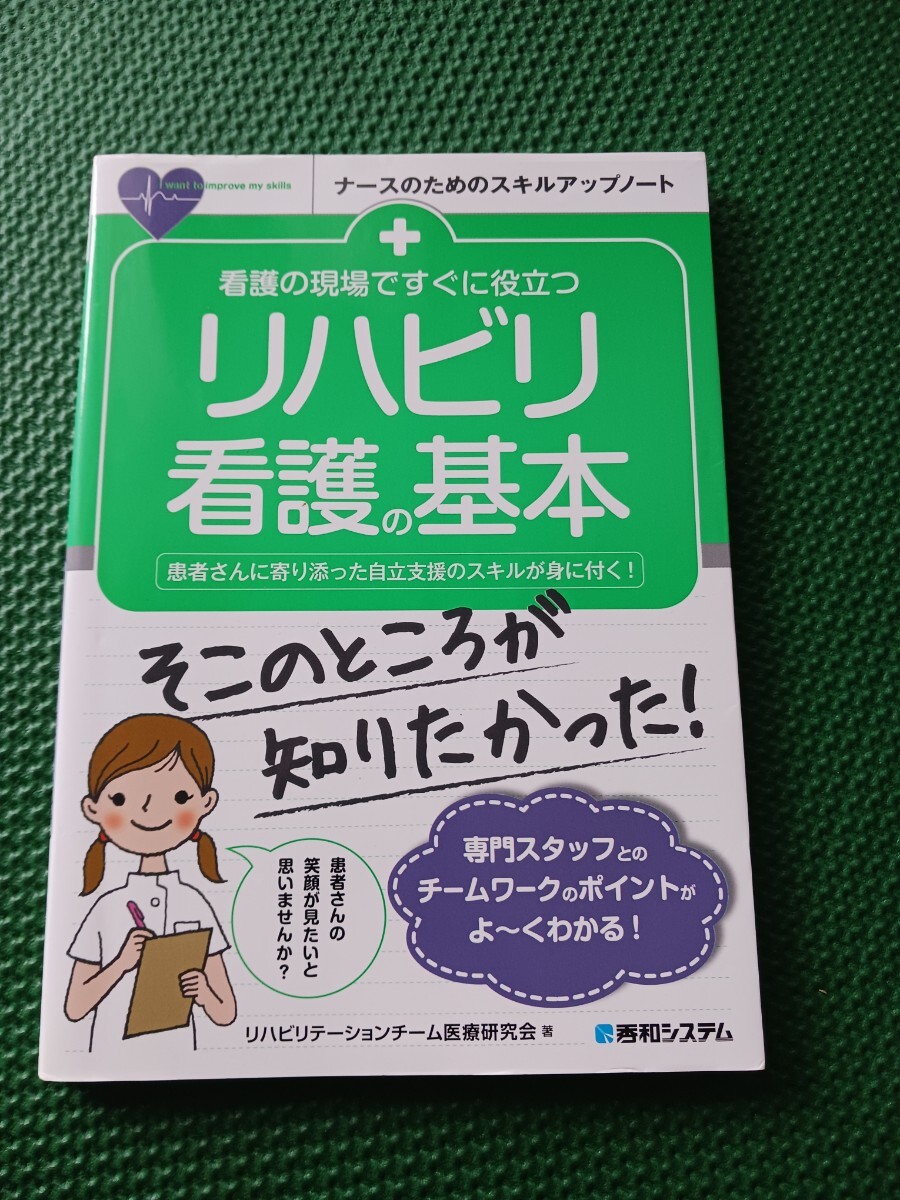 I want to improve my skills
ナースのためのスキルアップノート
看護の現場ですぐに役立つ
リハビリ
看護の基本
患者さんに寄り添った自立支援のスキルが身に付く！
そこのところが
知りたかった！
患者さんの
笑顔が見たいと
思いませんか？
専門スタッフとの
チームワークのポイントが
よ〜くわかる！
リハビリテーションチーム医療研究会 著
秀和システム